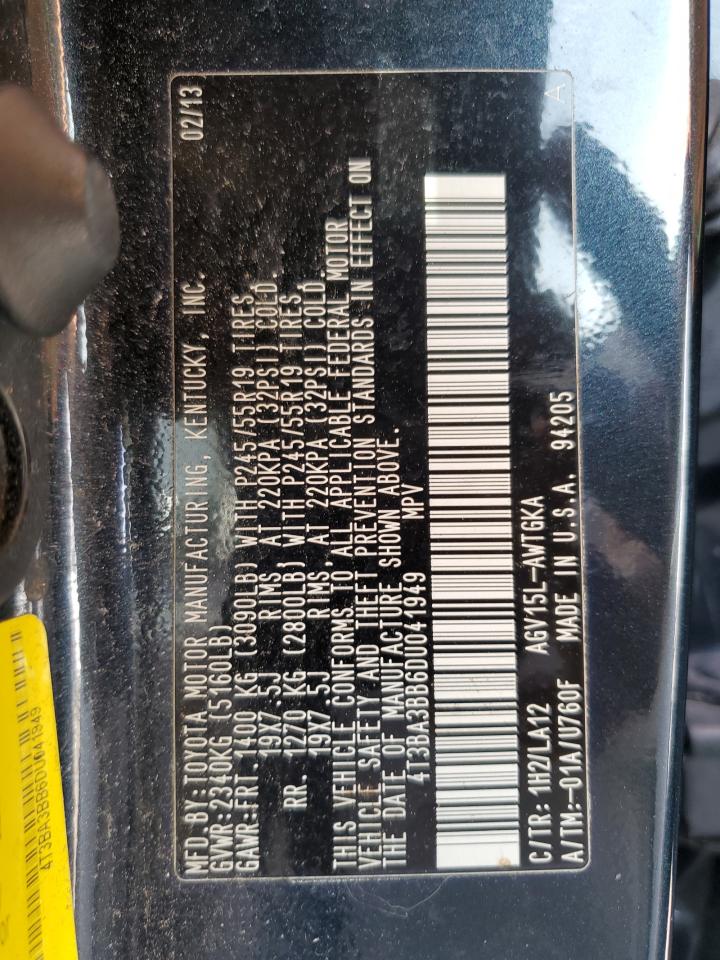 MFD.BY:TOYOTA MOTOR MANUFACTURING, KENTUCKY, INC. 02/13
GVWR:2340KG (5160LB)
GAWR:FRT 1400 KG (3090LB) WITH P245/55R19 TIRES,
19X7.5J RIMS, AT 220KPA (32PSI) COLD.
RR. 1270 KG (2800LB) WITH P245/55R19 TIRES,
19X7.5J RIMS, AT 220KPA (32PSI) COLD.
THIS VEHICLE CONFORMS TO ALL APPLICABLE FEDERAL MOTOR
VEHICLE SAFETY AND THEFT PREVENTION STANDARDS IN EFFECT ON
THE DATE OF MANUFACTURE SHOWN ABOVE.
4T3BA3BB6DU041949 MPV
C/TR: 1H2/LA12 AGV15L-AWTGKA
A/TM:-01A/U760F MADE IN U.S.A. 94205 A
4T3BA3BB6DU041949